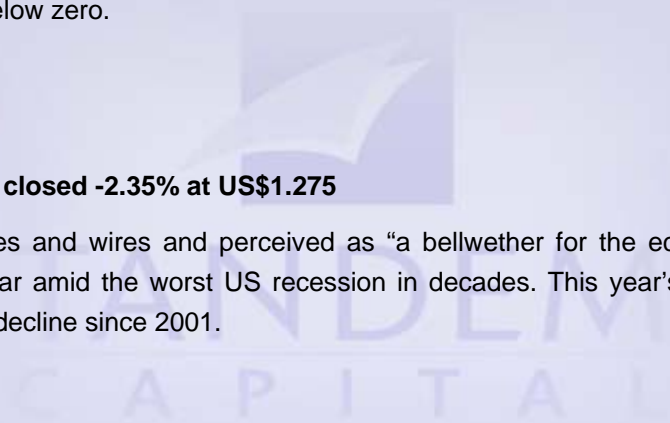 elow zero.
closed -2.35% at US$1.275
es and wires and perceived as “a bellwether for the ec
ar amid the worst US recession in decades. This year’s
decline since 2001.
TANDEM
CAPITAL